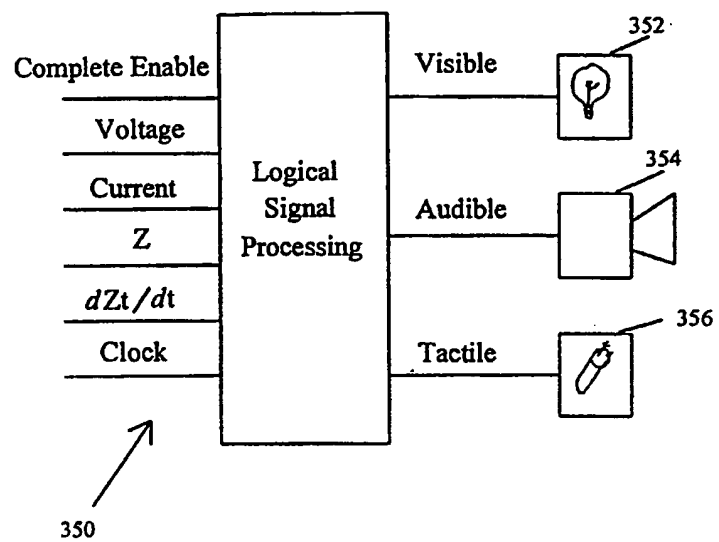 352
Complete Enable
Visible
Voltage
354
Current
Logical
Signal
Processing
Audible
Z
dZt/dt
356
Clock
Tactile
350